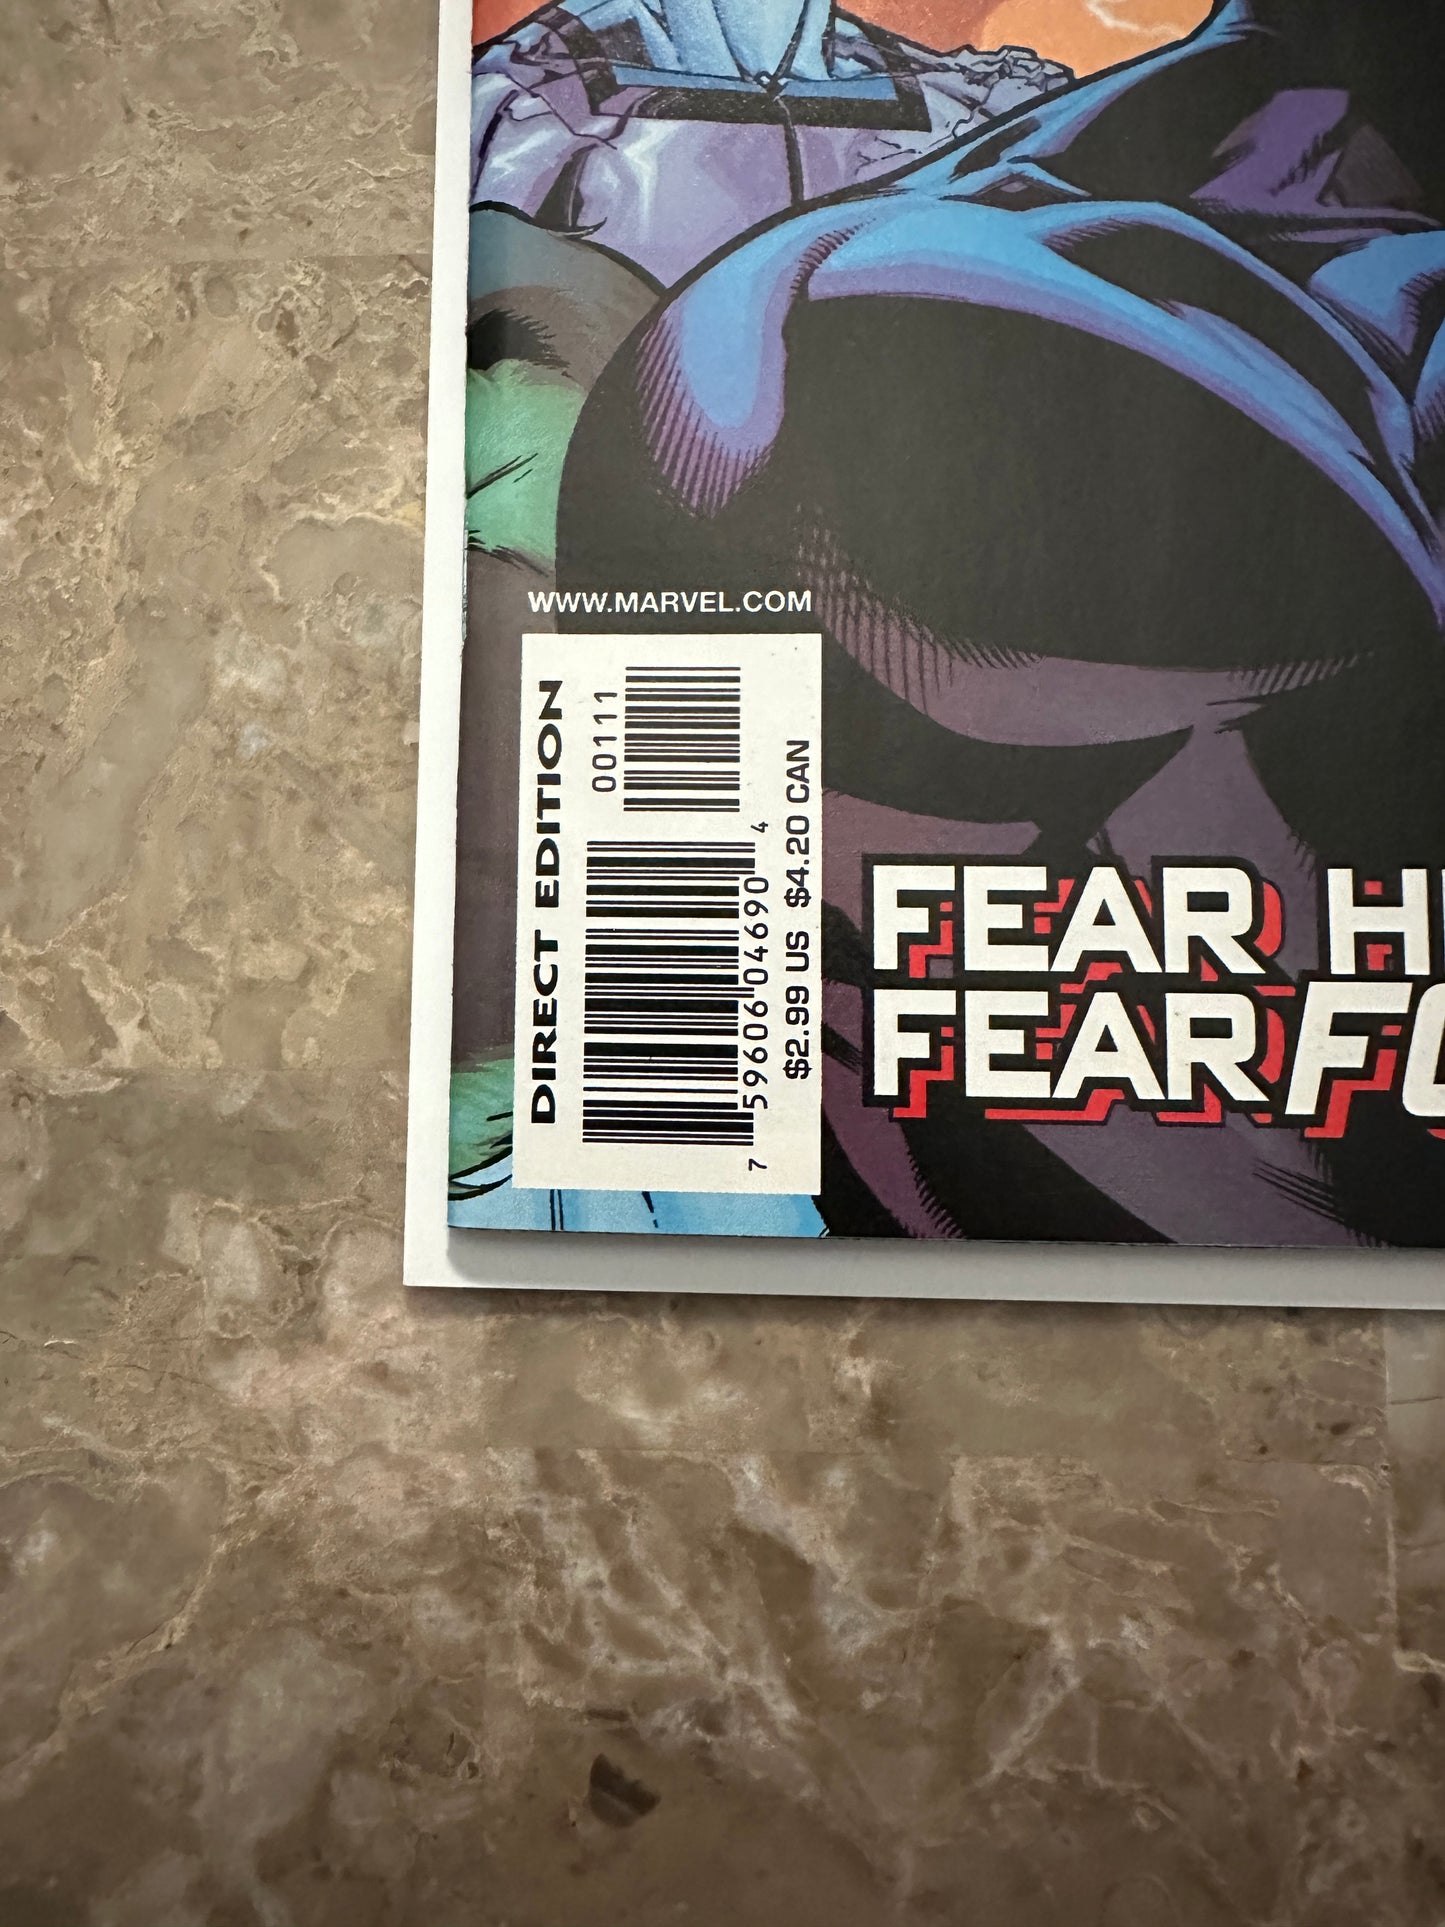 WWW.MARVEL.COM
DIRECT EDITION
00111
7 59606 04690 4
$2.99 US $4.20 CAN
FEAR
FEAR